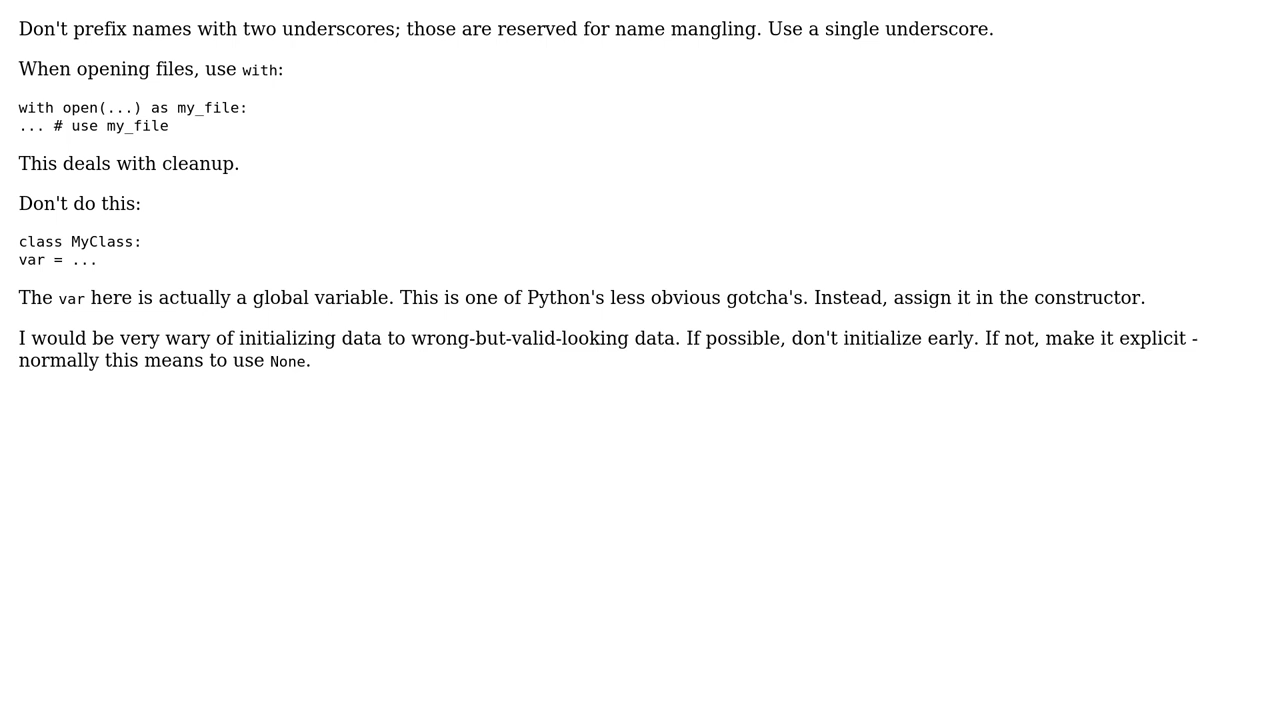 Don't prefix names with two underscores; those are reserved for name mangling. Use a single underscore.
When opening files, use with:
with open(...) as my_file:
... # use my_file
This deals with cleanup.
Don't do this:
class MyClass:
var = ...
The var here is actually a global variable. This is one of Python's less obvious gotcha's. Instead, assign it in the constructor.
I would be very wary of initializing data to wrong-but-valid-looking data. If possible, don't initialize early. If not, make it explicit -
normally this means to use None.